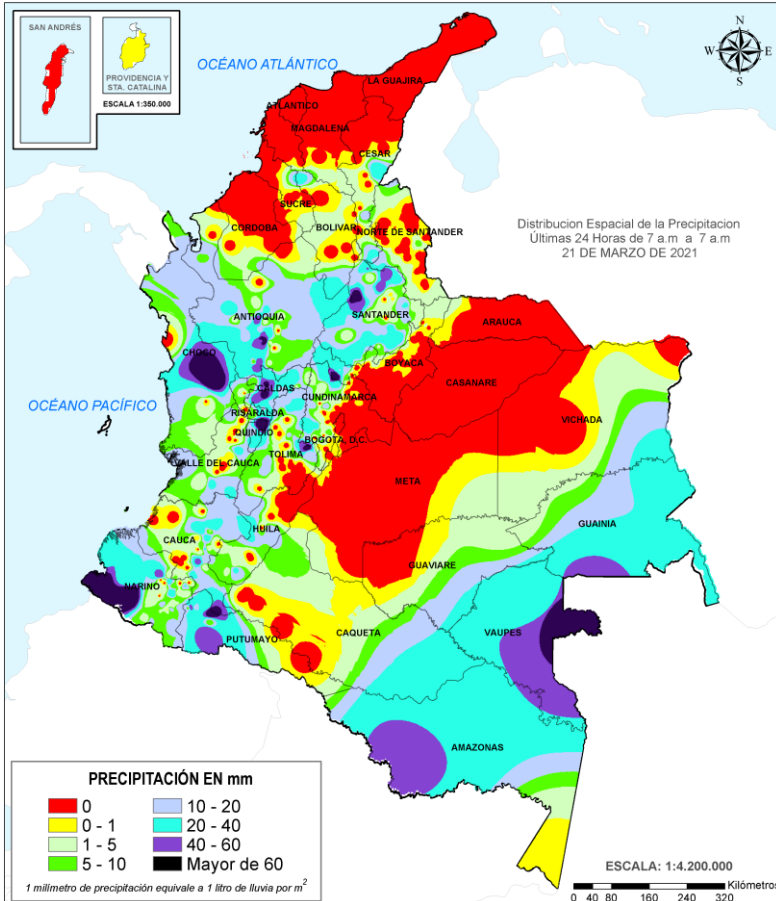 SAN ANDRÉS
PROVIDENCIA Y
STA. CATALINA
ESCALA 1:350.000
OCÉANO ATLÁNTICO
N
W
E
S
LA GUAJIRA
ATLANTICO
MAGDALENA
CESAR
SUCRE
CORDOBA
BOLIVAR
NORTE DE SANTANDER
Distribucion Espacial de la Precipitacion
Últimas 24 Horas de 7 a.m a 7 a.m
21 DE MARZO DE 2021
ANTIOQUIA
SANTANDER
ARAUCA
CHOCO
BOYACA
CASANARE
CALDAS
CUNDINAMARCA
OCÉANO PACÍFICO
RISARALDA
VICHADA
QUINDIO
BOGOTA, D.C.
TOLIMA
VALLE DEL CAUCA
META
GUAINIA
HUILA
CAUCA
GUAVIARE
NARIÑO
PUTUMAYO
CAQUETA
VAUPES
AMAZONAS
PRECIPITACIÓN EN mm
0
10 - 20
0 - 1
20 - 40
1 - 5
40 - 60
5 - 10
Mayor de 60
1 milímetro de precipitación equivale a 1 litro de lluvia por m²
ESCALA: 1:4.200.000
Kilómetros
0 40 80 160 240 320